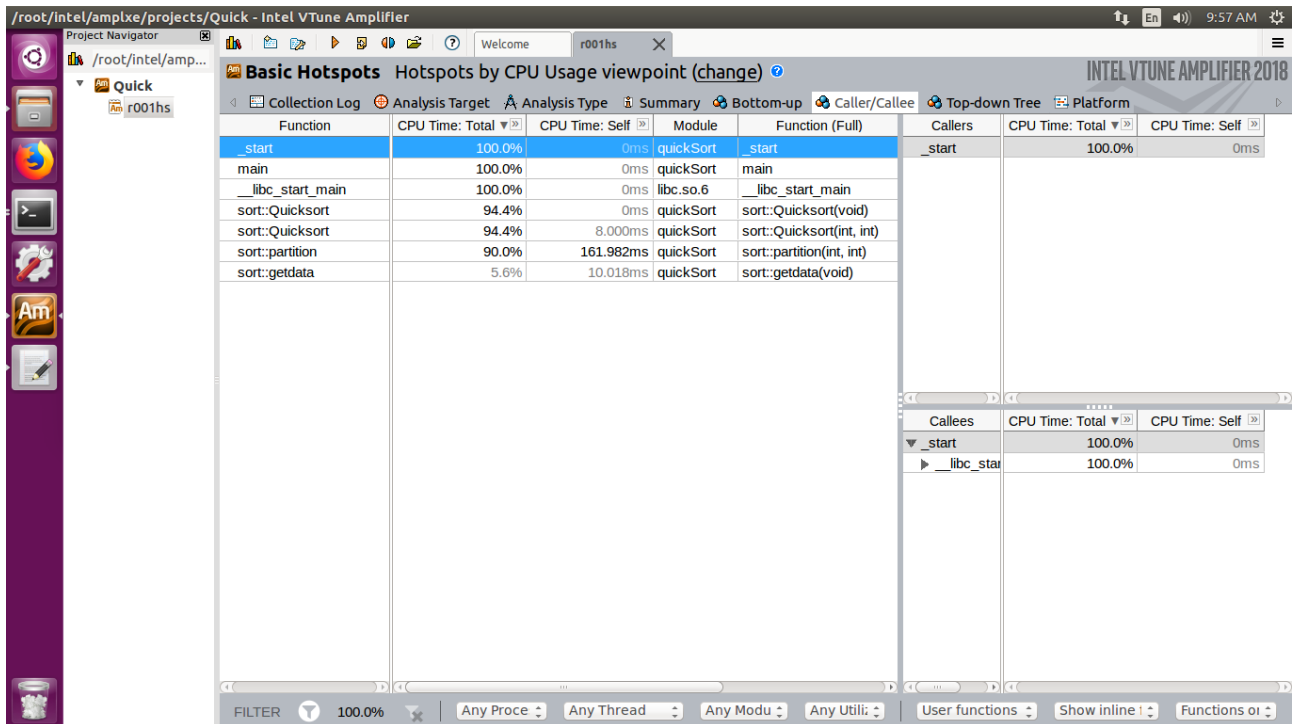 /root/intel/amplxe/projects/Quick - Intel VTune Amplifier En 9:57 AM
Project Navigator
/root/intel/amp...
Quick
r001hs
Welcome r001hs
Basic Hotspots Hotspots by CPU Usage viewpoint (change) ?
INTEL VTUNE AMPLIFIER 2018
Collection Log Analysis Target Analysis Type Summary Bottom-up Caller/Callee Top-down Tree Platform
Function CPU Time: Total CPU Time: Self Module Function (Full)
_start 100.0% 0ms quickSort _start
main 100.0% 0ms quickSort main
__libc_start_main 100.0% 0ms libc.so.6 __libc_start_main
sort::Quicksort 94.4% 0ms quickSort sort::Quicksort(void)
sort::Quicksort 94.4% 8.000ms quickSort sort::Quicksort(int, int)
sort::partition 90.0% 161.982ms quickSort sort::partition(int, int)
sort::getdata 5.6% 10.018ms quickSort sort::getdata(void)
Callers CPU Time: Total CPU Time: Self
_start 100.0% 0ms
Callees CPU Time: Total CPU Time: Self
_start 100.0% 0ms
__libc_star 100.0% 0ms
FILTER 100.0% Any Proce Any Thread Any Modu Any Utiliz User functions Show inline f Functions or